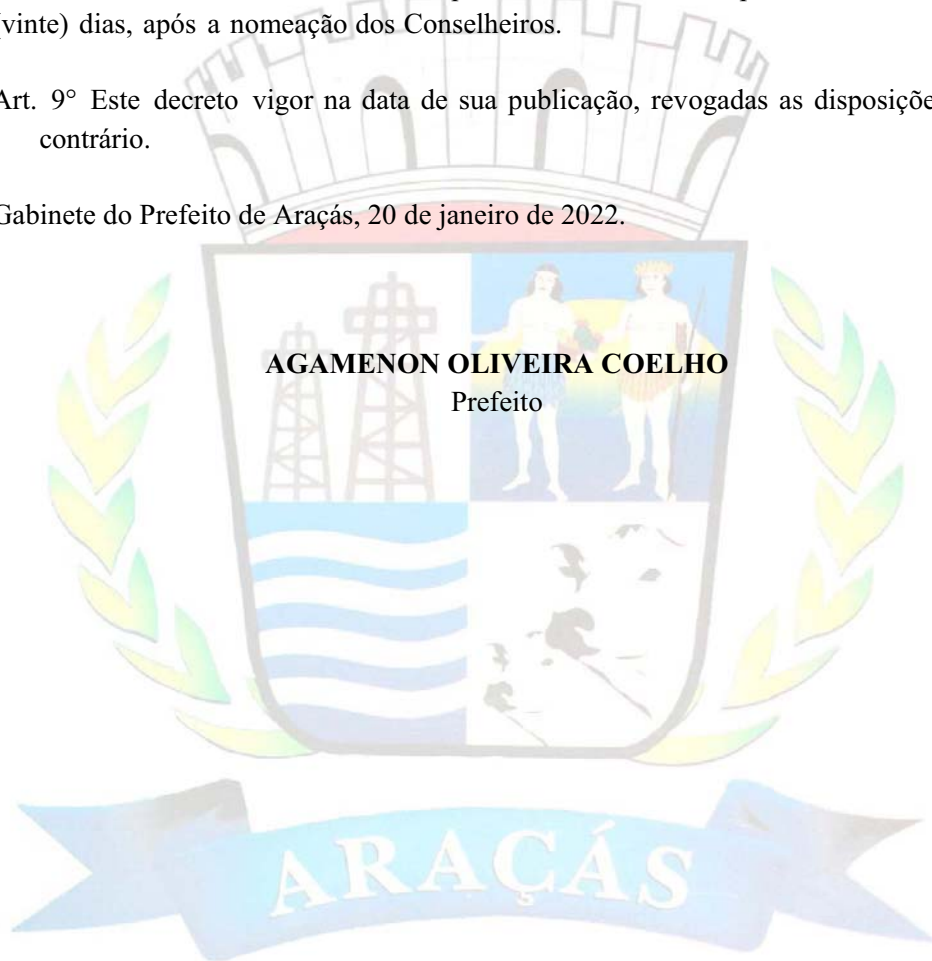 (vinte) dias, após a nomeação dos Conselheiros.
Art. 9° Este decreto vigor na data de sua publicação, revogadas as
contrário.
Gabinete do Prefeito de Araçás, 20 de janeiro de 2022.
AGAMENON OLIVEIRA COELHO
Prefeito
ARAÇÁS